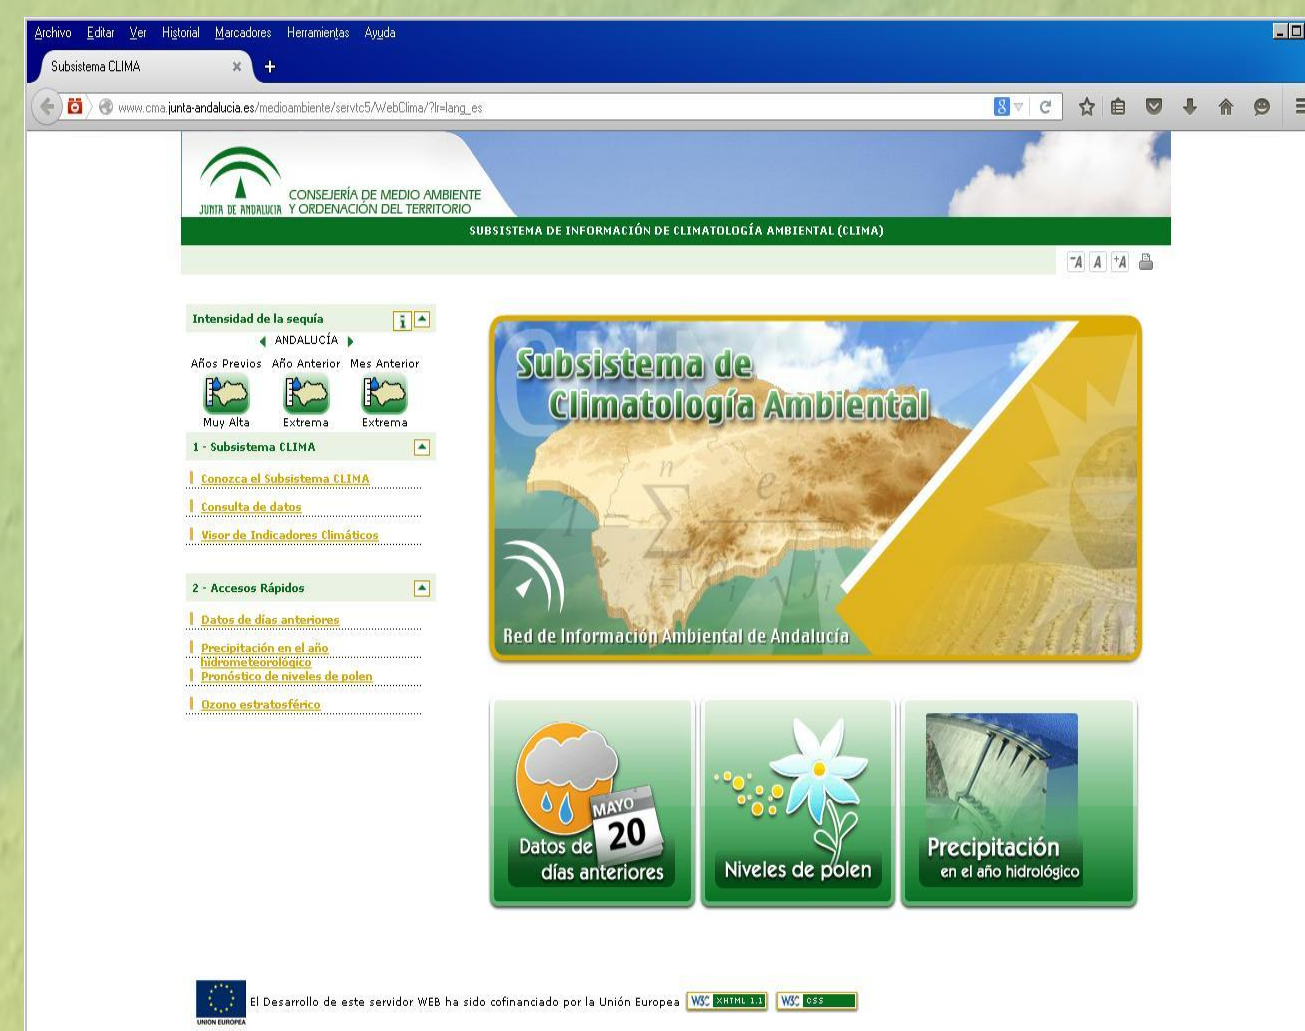 Archivo Editar Ver Historial Marcadores Herramientas Ayuda
Subsistema CLIMA
www.cma.junta-andalucia.es/medioambiente/servtc5/WebClima/?lr=lang_es
JUNTA DE ANDALUCIA
CONSEJERÍA DE MEDIO AMBIENTE
Y ORDENACIÓN DEL TERRITORIO
SUBSISTEMA DE INFORMACIÓN DE CLIMATOLOGÍA AMBIENTAL (CLIMA)
-A A +A
Intensidad de la sequía
ANDALUCÍA
Años Previos Año Anterior Mes Anterior
Muy Alta Extrema Extrema
1 - Subsistema CLIMA
Conozca el Subsistema CLIMA
Consulta de datos
Visor de Indicadores Climáticos
2 - Accesos Rápidos
Datos de días anteriores
Precipitación en el año
hidrometeorológico
Pronóstico de niveles de polen
Ozono estratosférico
Subsistema de
Climatología Ambiental
Red de Información Ambiental de Andalucía
MAYO
20
Datos de
días anteriores
Niveles de polen
Precipitación
en el año hidrológico
UNION EUROPEA
El Desarrollo de este servidor WEB ha sido cofinanciado por la Unión Europea W3C XHTML 1.1 W3C CSS